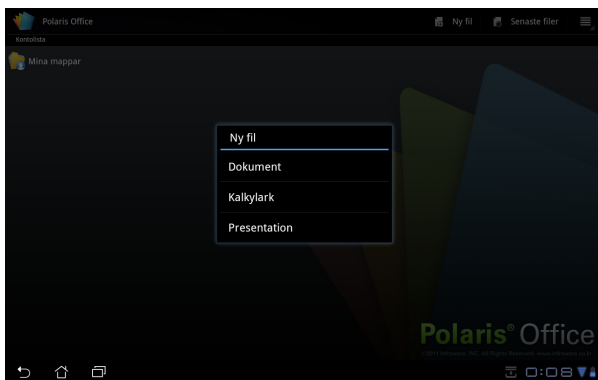 Polaris Office
Ny fil
Senaste filer
Kontolista
Mina mappar
Ny fil
Dokument
Kalkylark
Presentation
Polaris® Office
0:08